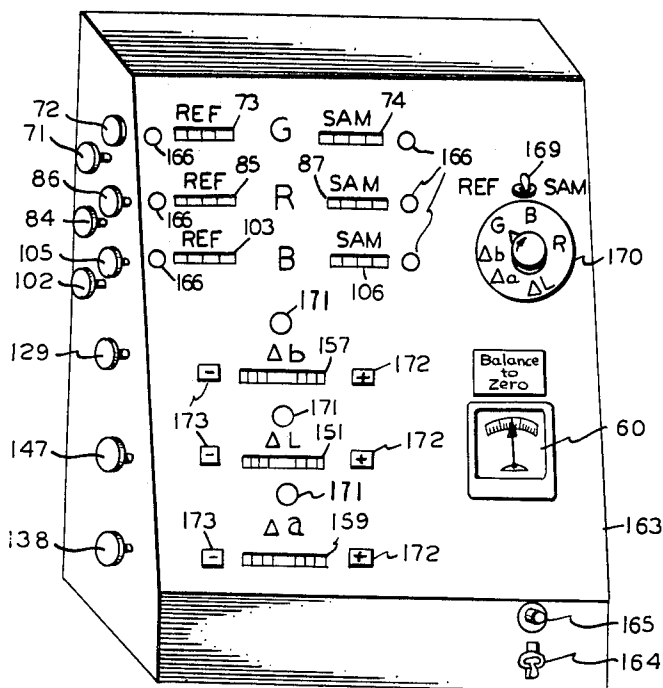 72
71
86
84
105
102
129
147
138
REF 73 G SAM 74
166 166 169
REF 85 R 87 SAM
166
REF SAM
REF 103 B SAM
166 106
G B R
Δb Δa ΔL
170
171
Δb 157
- + 172
173 171
Balance
to
Zero
ΔL 151
- + 172
60
171
173 Δa 159
- + 172
163
165
164